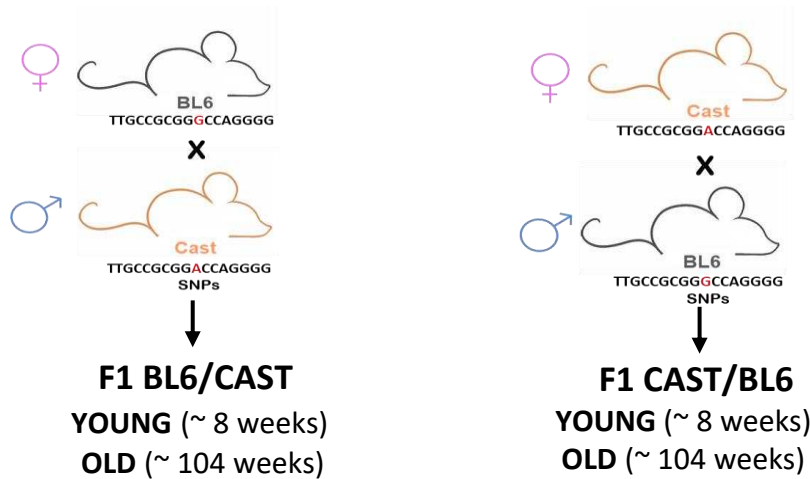 BL6
TTGCCGCGGGCCAGGGG
X
Cast
TTGCCGCGGACCAGGGG
SNPs
F1 BL6/CAST
YOUNG (~ 8 weeks)
OLD (~ 104 weeks)
Cast
TTGCCGCGGACCAGGGG
X
BL6
TTGCCGCGGGCCAGGGG
SNPs
F1 CAST/BL6
YOUNG (~ 8 weeks)
OLD (~ 104 weeks)